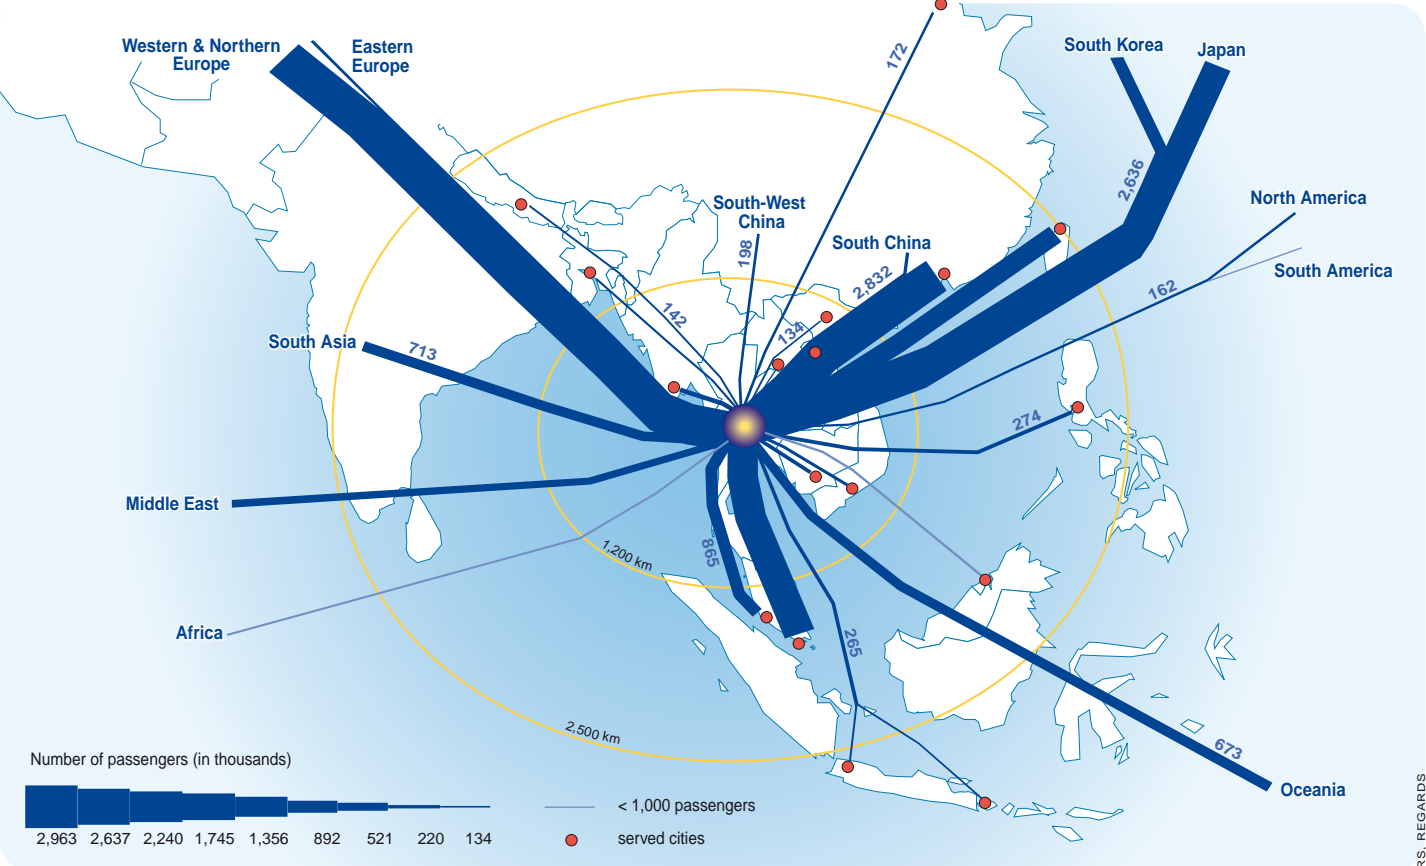 Western & Northern
Europe
Eastern
Europe
172
South Korea
Japan
2,636
North America
South-West
China
198
South China
2,832
South America
162
142
134
South Asia
713
274
Middle East
1,200 km
865
Africa
265
2,500 km
673
Oceania
Number of passengers (in thousands)
2,963 2,637 2,240 1,745 1,356 892 521 220 134
< 1,000 passengers
served cities
RS, REGARDS